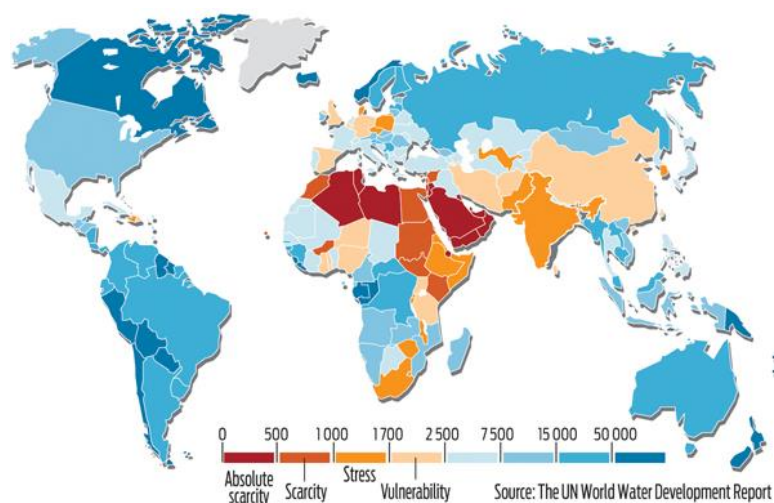 0 500 1000 1700 2500 7500 15000 50000
Absolute scarcity Scarcity Stress Vulnerability
Source: The UN World Water Development Report